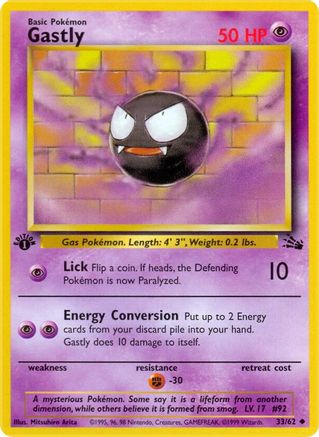 Basic Pokémon
Gastly
50 HP
EDITION
1
Gas Pokémon. Length: 4' 3", Weight: 0.2 lbs.
Lick Flip a coin. If heads, the Defending
Pokémon is now Paralyzed.
10
Energy Conversion Put up to 2 Energy
cards from your discard pile into your hand.
Gastly does 10 damage to itself.
weakness
resistance
retreat cost
-30
A mysterious Pokémon. Some say it is a lifeform from another
dimension, while others believe it is formed from smog. LV. 17 #92
Illus. Mitsuhiro Arita
©1995, 96, 98 Nintendo, Creatures, GAMEFREAK. ©1999 Wizards.
33/62